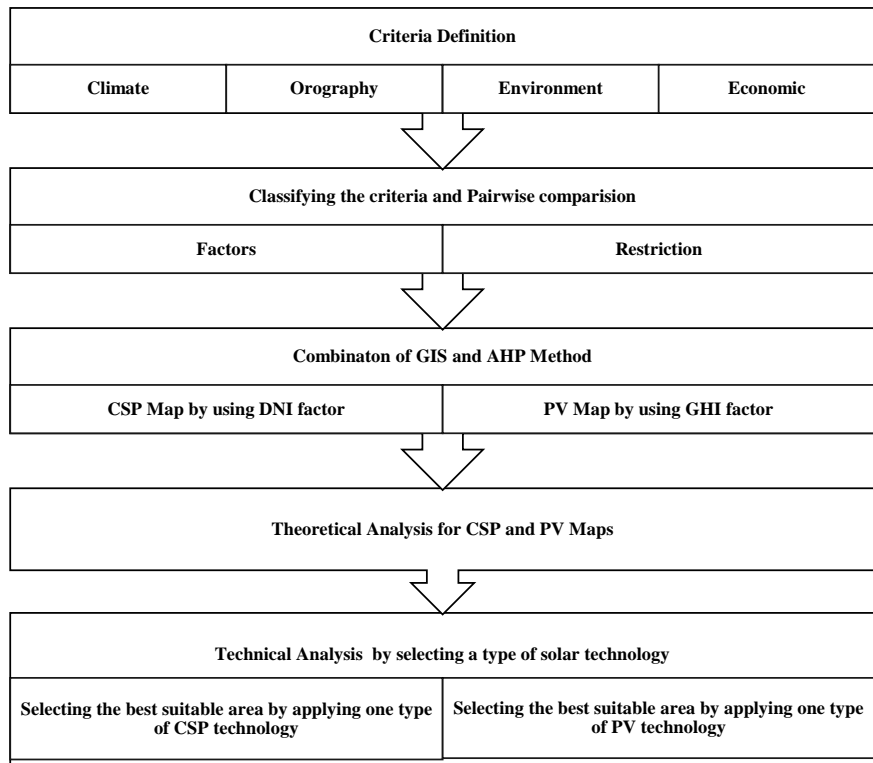 Criteria Definition
Climate
Orography
Environment
Economic
Classifying the criteria and Pairwise comparision
Factors
Restriction
Combinaton of GIS and AHP Method
CSP Map by using DNI factor
PV Map by using GHI factor
Theoretical Analysis for CSP and PV Maps
Technical Analysis by selecting a type of solar technology
Selecting the best suitable area by applying one type
of CSP technology
Selecting the best suitable area by applying one type
of PV technology